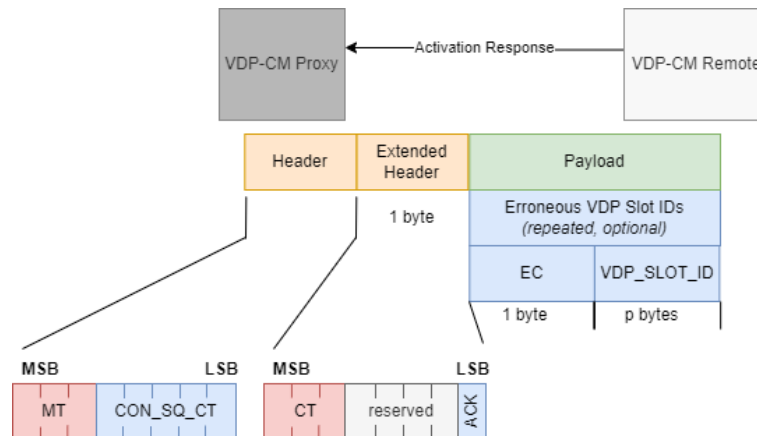 VDP-CM Proxy
Activation Response
VDP-CM Remote
Header
Extended
Header
Payload
1 byte
Erroneous VDP Slot IDs
(repeated, optional)
EC
VDP_SLOT_ID
1 byte
p bytes
MSB
LSB
MSB
LSB
MT
CON_SQ_CT
CT
reserved
ACK